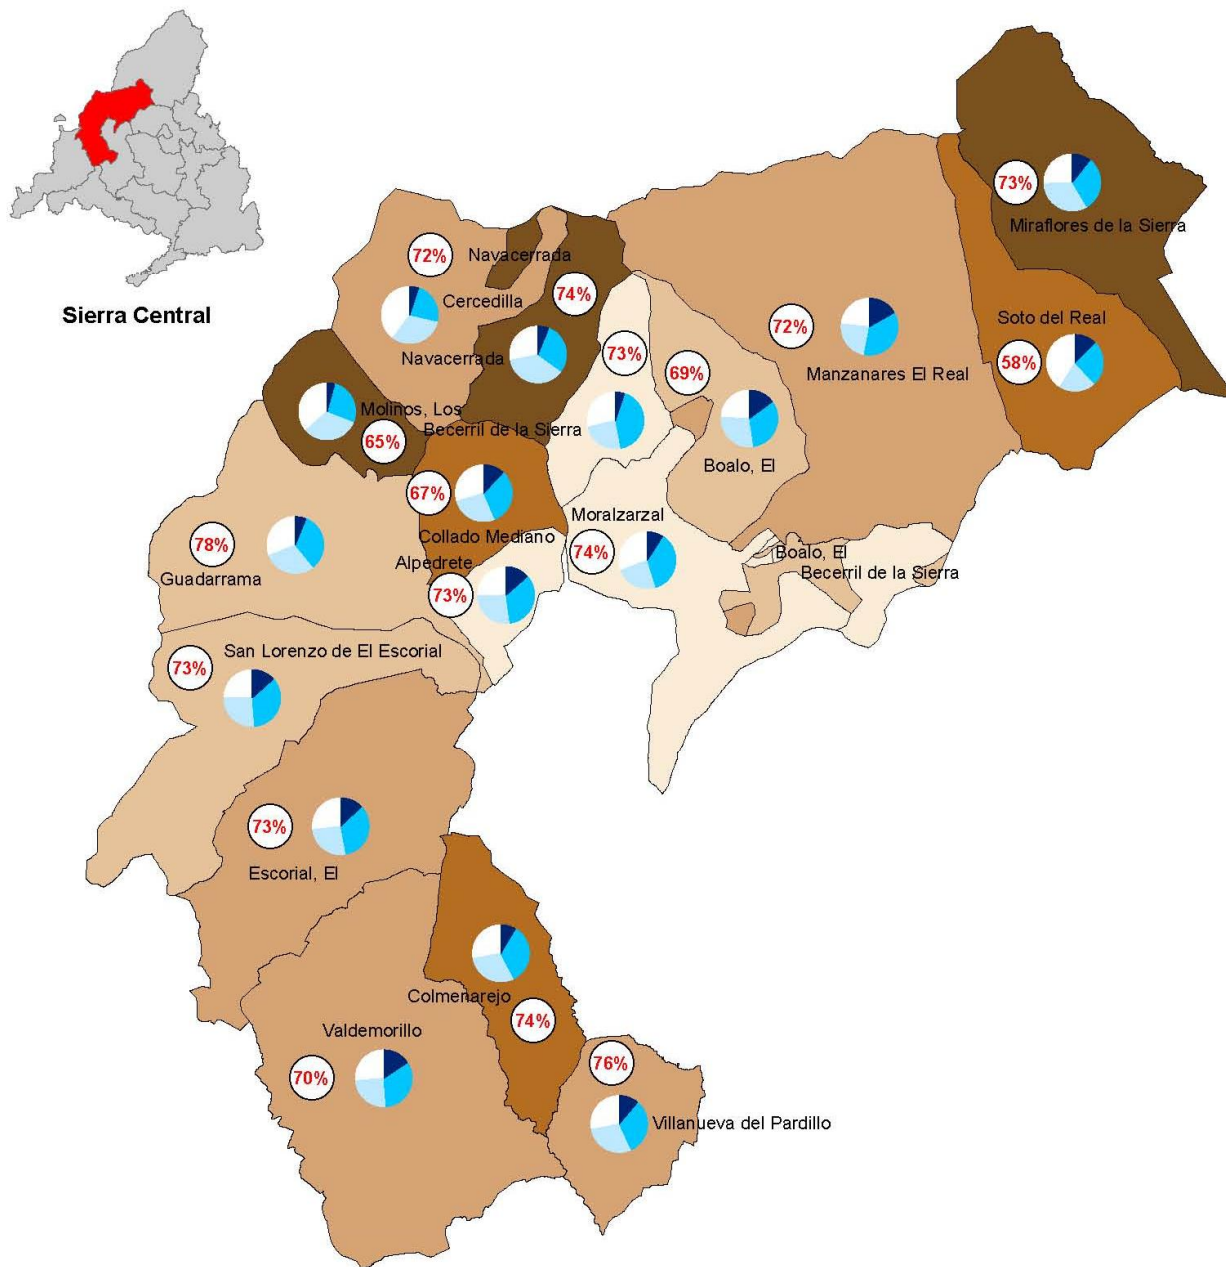 Sierra Central
73%
Miraflores de la Sierra
72%
Navacerrada
Cercedilla
74%
Navacerrada
73%
69%
72%
Manzanares El Real
Soto del Real
58%
Molinos, Los
65%
Becerril de la Sierra
Boalo, El
67%
Collado Mediano
Moralzarzal
74%
78%
Guadarrama
Alpedrete
73%
Boalo, El
Becerril de la Sierra
San Lorenzo de El Escorial
73%
73%
Escorial, El
Colmenarejo
74%
Valdemorillo
70%
76%
Villanueva del Pardillo